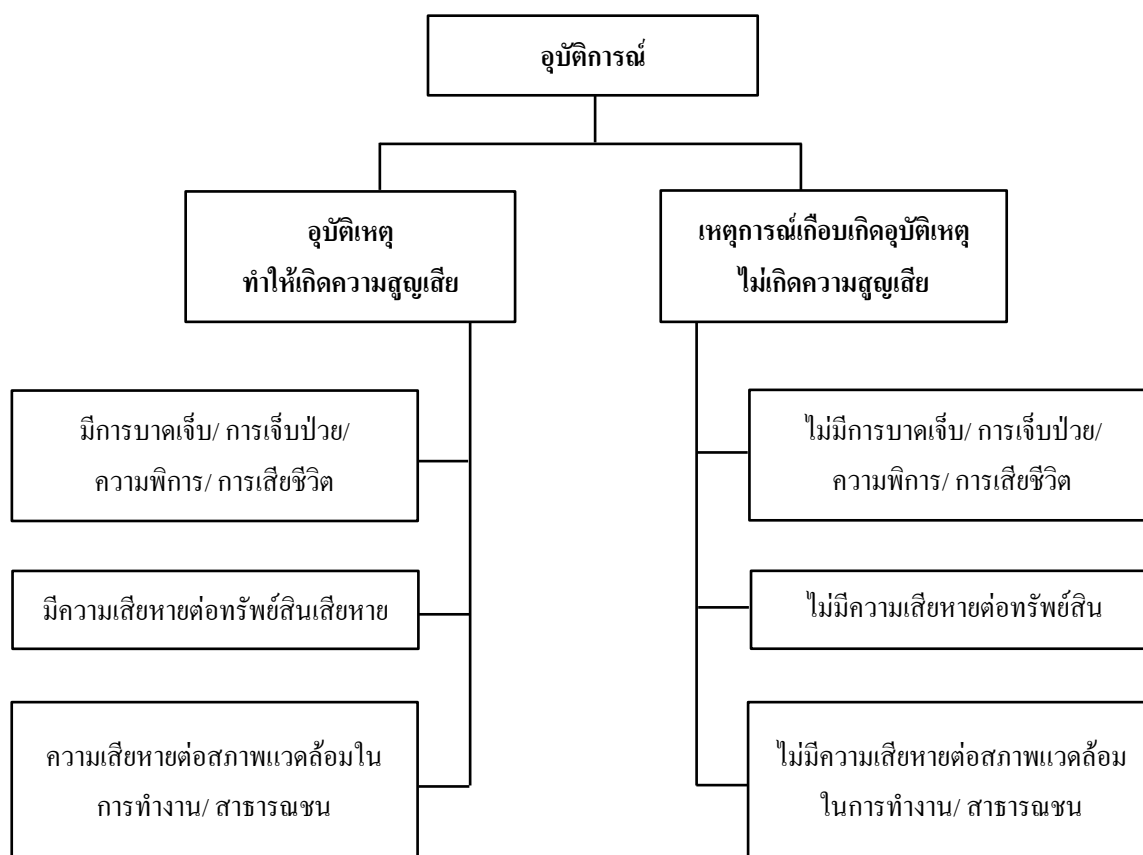 อุบัติการณ์
อุบัติเหตุ
ทำให้เกิดความสูญเสีย
เหตุการณ์เกือบเกิดอุบัติเหตุ
ไม่เกิดความสูญเสีย
มีการบาดเจ็บ/ การเจ็บป่วย/
ความพิการ/ การเสียชีวิต
ไม่มีการบาดเจ็บ/ การเจ็บป่วย/
ความพิการ/ การเสียชีวิต
มีความเสียหายต่อทรัพย์สินเสียหาย
ไม่มีความเสียหายต่อทรัพย์สิน
ความเสียหายต่อสภาพแวดล้อมใน
การทำงาน/ สาธารณชน
ไม่มีความเสียหายต่อสภาพแวดล้อม
ในการทำงาน/ สาธารณชน